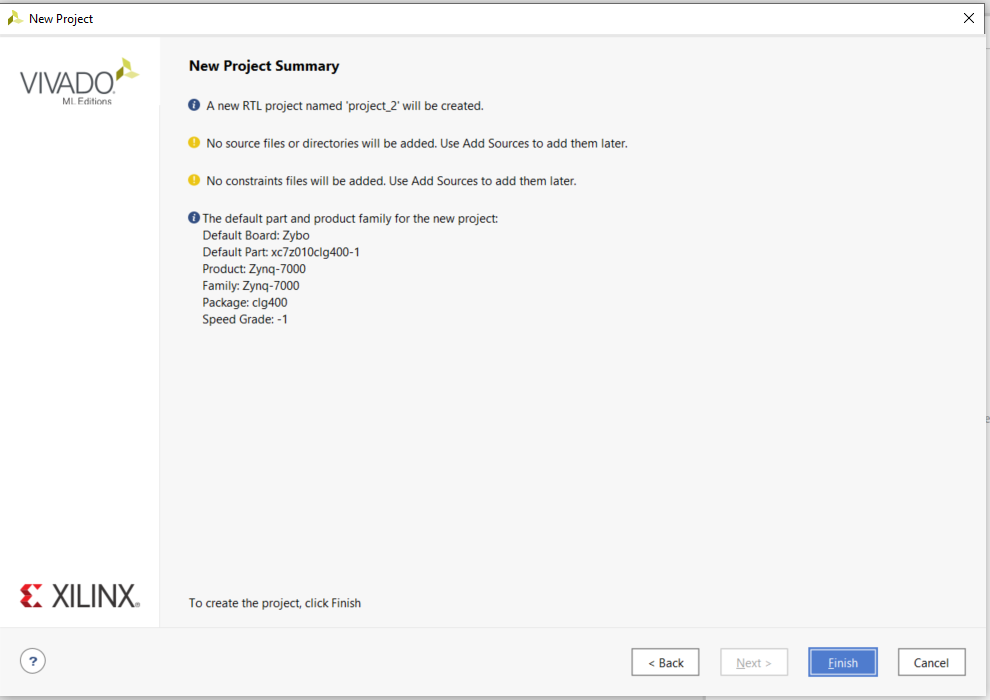 New Project
VIVADO
ML Editions
New Project Summary
A new RTL project named 'project_2' will be created.
No source files or directories will be added. Use Add Sources to add them later.
No constraints files will be added. Use Add Sources to add them later.
The default part and product family for the new project:
Default Board: Zybo
Default Part: xc7z010clg400-1
Product: Zynq-7000
Family: Zynq-7000
Package: clg400
Speed Grade: -1
XILINX
To create the project, click Finish
?
< Back
Next >
Finish
Cancel